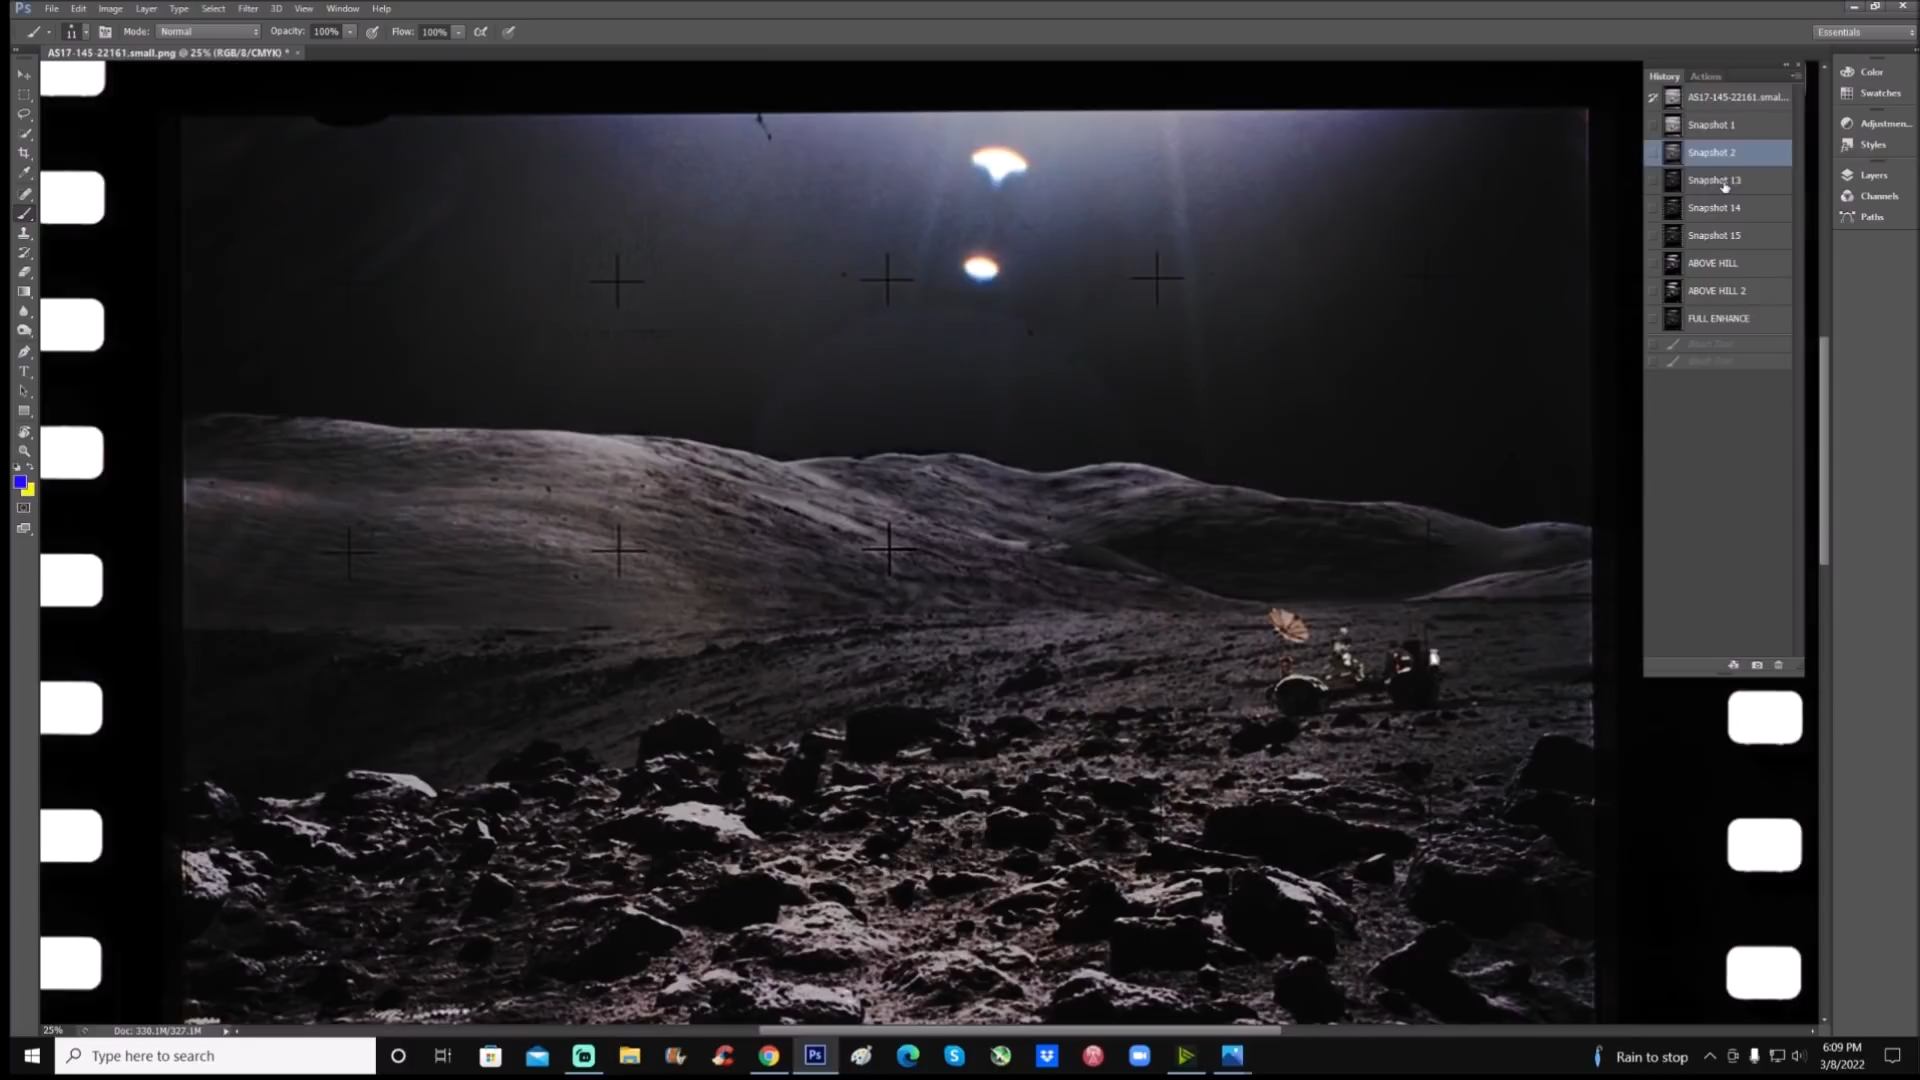 Ps File Edit Image Layer Type Select Filter 3D View Window Help
11 Mode: Normal Opacity: 100% Flow: 100% Essentials
AS17-145-22161.small.png @ 25% (RGB/8/CMYK) * ×
History Actions
AS17-145-22161.smal...
Snapshot 1
Snapshot 2
Snapshot 13
Snapshot 14
Snapshot 15
ABOVE HILL
ABOVE HILL 2
FULL ENHANCE
Color
Swatches
Adjustmen...
Styles
Layers
Channels
Paths
25% Doc: 330.1M/327.1M
Type here to search
Ps
Rain to stop
6:09 PM
3/8/2022